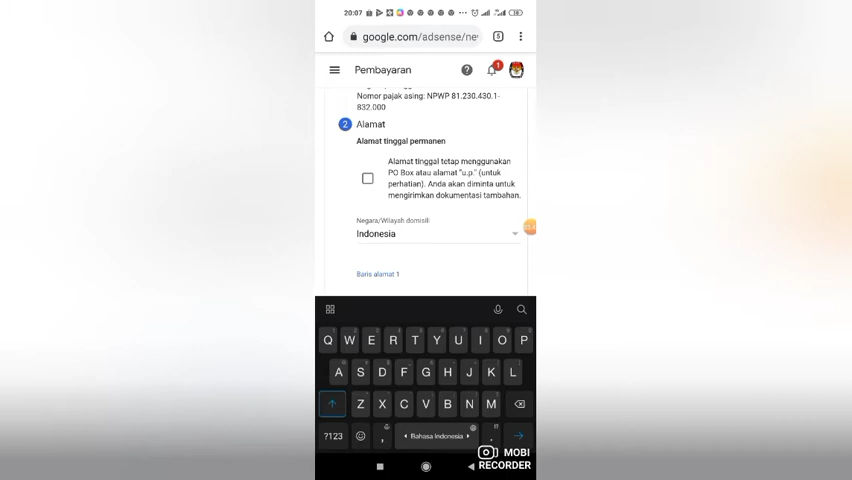 20:07
google.com/adsense/ne
5
Pembayaran
1
Nomor pajak asing: NPWP 81.230.430.1-
832.000
2 Alamat
Alamat tinggal permanen
Alamat tinggal tetap menggunakan
PO Box atau alamat "u.p." (untuk
perhatian). Anda akan diminta untuk
mengirimkan dokumentasi tambahan.
Negara/Wilayah domisili
Indonesia
Baris alamat 1
Q W E R T Y U I O P
A S D F G H J K L
Z X C V B N M
?123 , Bahasa Indonesia .
MOBI
RECORDER